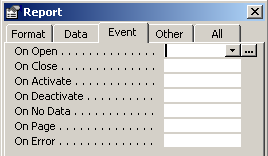 Report
Format Data Event Other All
On Open . . . . . . . . . . . . . . .
On Close . . . . . . . . . . . . . .
On Activate . . . . . . . . . . . .
On Deactivate . . . . . . . . . .
On No Data . . . . . . . . . . . .
On Page . . . . . . . . . . . . . . .
On Error . . . . . . . . . . . . . . .